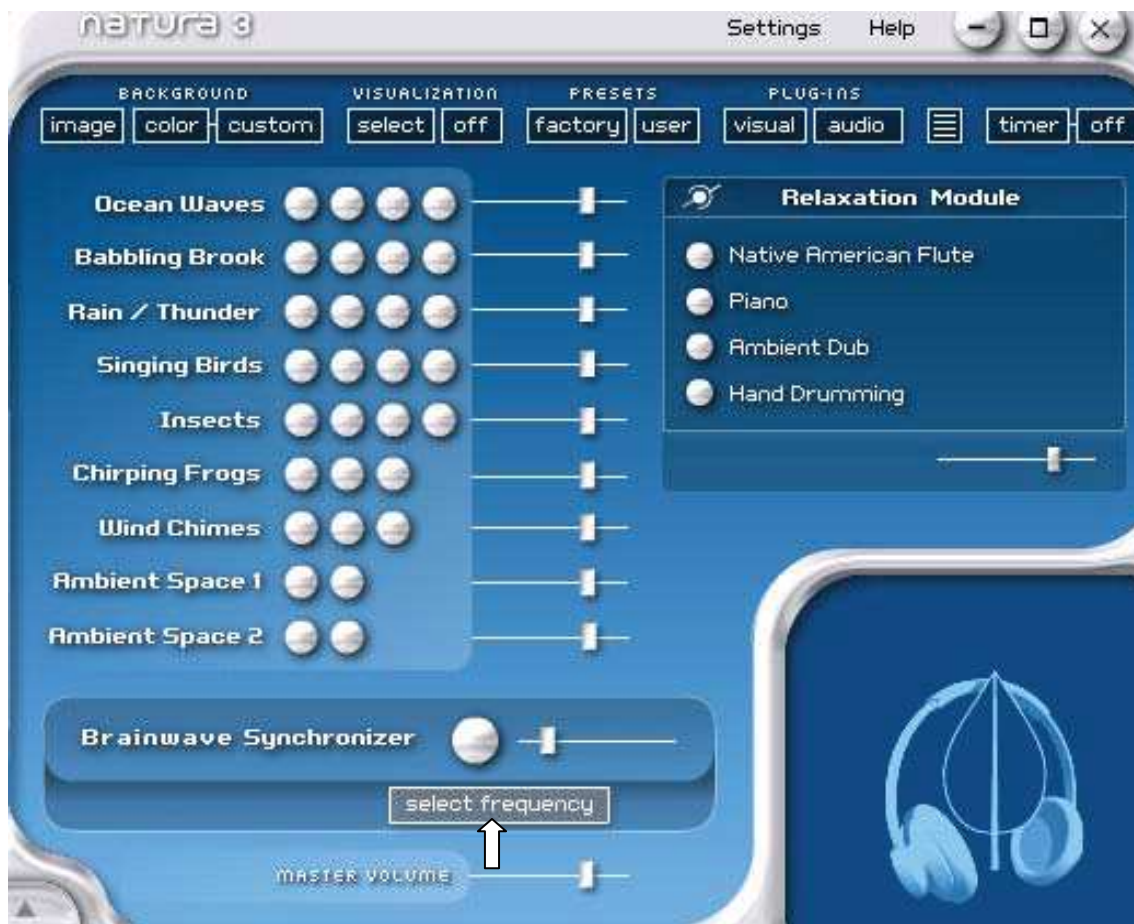 natura 3
Settings Help
BACKGROUND VISUALIZATION PRESETS PLUG-INS
image color custom select off factory user visual audio timer off
Ocean Waves
Babbling Brook
Rain / Thunder
Singing Birds
Insects
Chirping Frogs
Wind Chimes
Ambient Space 1
Ambient Space 2
Relaxation Module
Native American Flute
Piano
Ambient Dub
Hand Drumming
Brainwave Synchronizer
select frequency
MASTER VOLUME